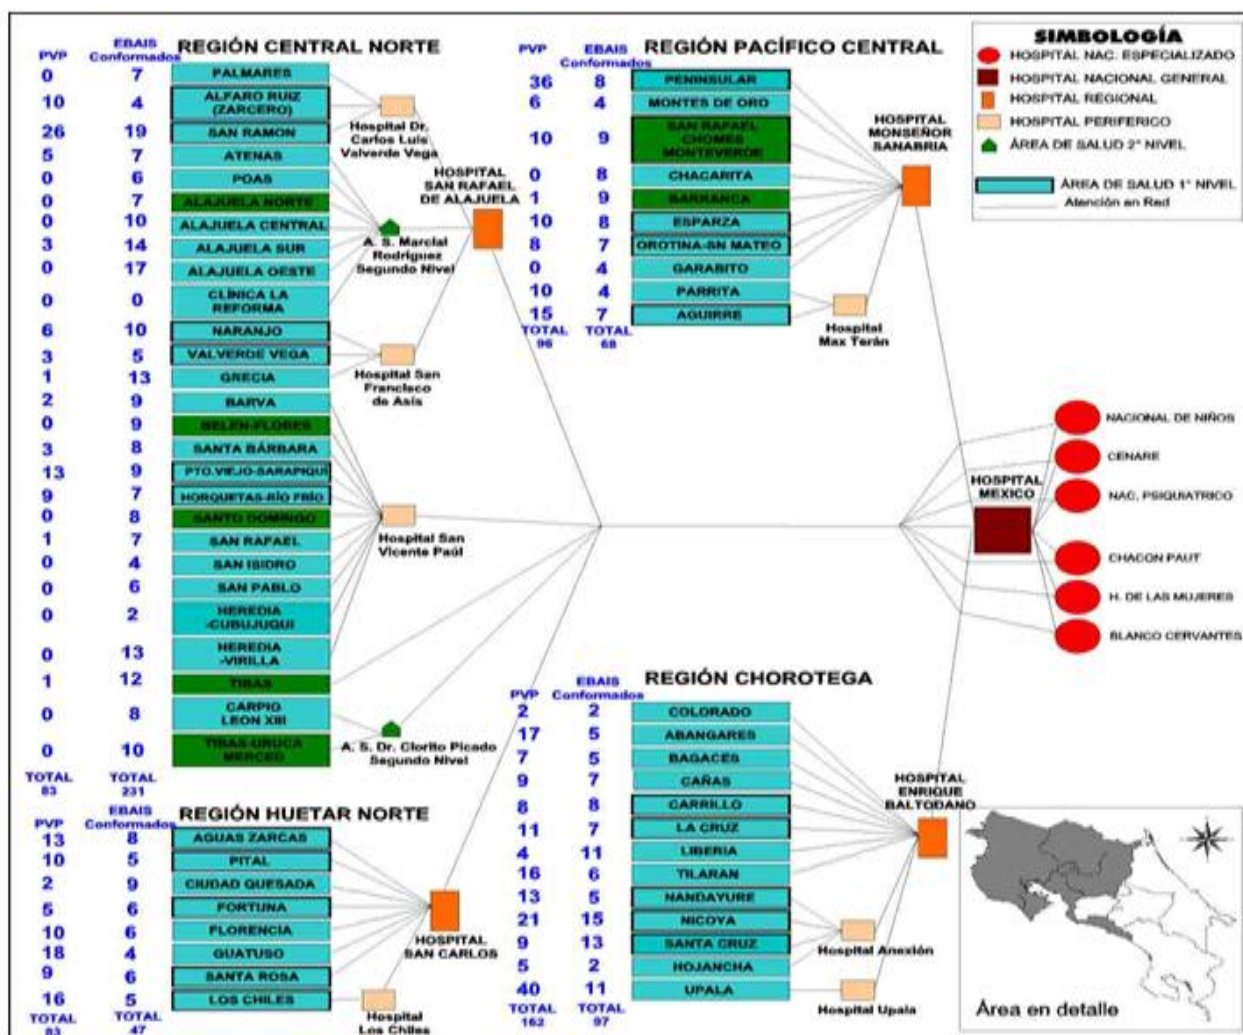 REGIÓN CENTRAL NORTE
PVP
EBAIS
Conformados
0 7 PALMARES
10 4 ALFARO RUIZ
(ZARCERO)
26 19 SAN RAMON
5 7 ATENAS
0 6 POAS
0 7 ALAJUELA NORTE
0 10 ALAJUELA CENTRAL
3 14 ALAJUELA SUR
0 17 ALAJUELA OESTE
0 0 CLÍNICA LA
REFORMA
6 10 NARANJO
3 5 VALVERDE VEGA
1 13 GRECIA
2 9 BARVA
0 9 BELEN-FLORES
3 8 SANTA BÁRBARA
13 9 PTO.VIEJO-SARAPIQUI
9 7 HORQUETAS-RÍO FRÍO
0 8 SANTO DOMINGO
1 7 SAN RAFAEL
0 4 SAN ISIDRO
0 6 SAN PABLO
0 2 HEREDIA
-CUBUJUQUI
0 13 HEREDIA
-VIRILLA
1 12 TIBAS
0 8 CARPIO
LEON XIII
0 10 TIBAS-URUCA
MERCED
TOTAL TOTAL
83 231
Hospital Dr.
Carlos Luis
Valverde Vega
HOSPITAL
SAN RAFAEL
DE ALAJUELA
A. S. Marcial
Rodríguez
Segundo Nivel
Hospital San
Francisco
de Asís
Hospital San
Vicente Paúl
A. S. Dr. Clorito Picado
Segundo Nivel
REGIÓN HUETAR NORTE
PVP
EBAIS
Conformados
13 8 AGUAS ZARCAS
10 5 PITAL
2 9 CIUDAD QUESADA
5 6 FORTUNA
10 6 FLORENCIA
18 4 GUATUSO
9 6 SANTA ROSA
16 5 LOS CHILES
TOTAL TOTAL
83 47
HOSPITAL
SAN CARLOS
Hospital
Los Chiles
REGIÓN PACÍFICO CENTRAL
PVP
EBAIS
Conformados
36 8 PENINSULAR
6 4 MONTES DE ORO
10 9 SAN RAFAEL
CHOMES
MONTEVERDE
0 8 CHACARITA
1 9 BARRANCA
10 8 ESPARZA
8 7 OROTINA-SN MATEO
0 4 GARABITO
10 4 PARRITA
15 7 AGUIRRE
TOTAL TOTAL
96 68
HOSPITAL
MONSEÑOR
SANABRIA
Hospital
Max Terán
REGIÓN CHOROTEGA
PVP
EBAIS
Conformados
2 2 COLORADO
17 5 ABANGARES
7 5 BAGACES
9 7 CAÑAS
8 8 CARRILLO
11 7 LA CRUZ
4 11 LIBERIA
16 6 TILARAN
13 5 NANDAYURE
21 15 NICOYA
9 13 SANTA CRUZ
5 2 HOJANCHA
40 11 UPALA
TOTAL TOTAL
162 97
HOSPITAL
ENRIQUE
BALTODANO
Hospital Anexión
Hospital Upala
SIMBOLOGÍA
HOSPITAL NAC. ESPECIALIZADO
HOSPITAL NACIONAL GENERAL
HOSPITAL REGIONAL
HOSPITAL PERIFERICO
ÁREA DE SALUD 2° NIVEL
ÁREA DE SALUD 1° NIVEL
Atención en Red
HOSPITAL
MEXICO
NACIONAL DE NIÑOS
CENARE
NAC. PSIQUIATRICO
CHACON PAUT
H. DE LAS MUJERES
BLANCO CERVANTES
Área en detalle